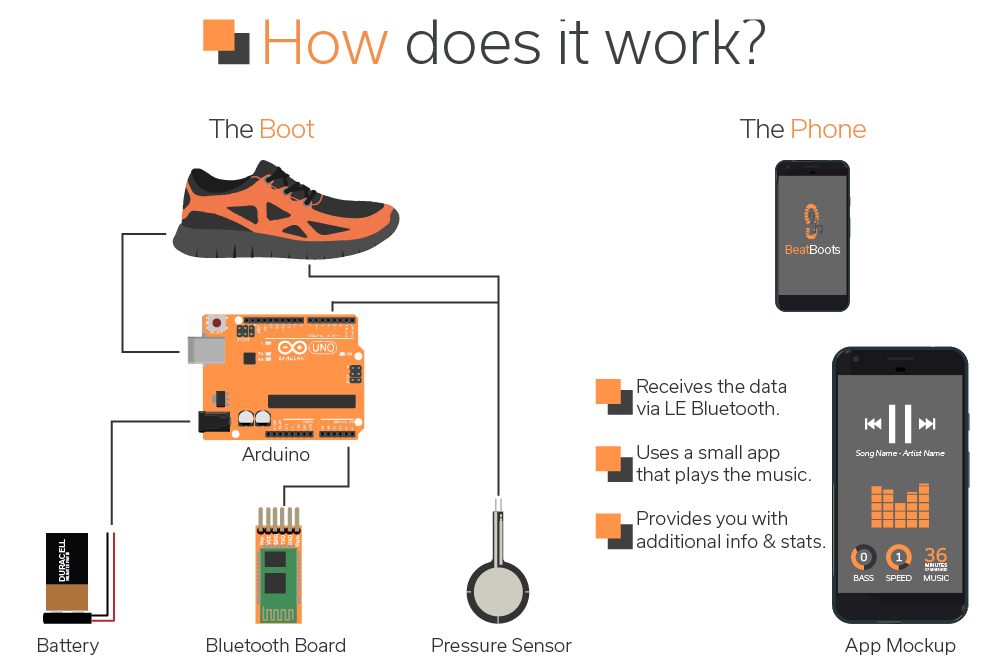 How does it work?
The Boot
The Phone
BeatBoots
UNO
Arduino
Arduino
Receives the data
via LE Bluetooth.
Uses a small app
that plays the music.
Provides you with
additional info & stats.
Song Name - Artist Name
0
1
36
MINUTES
BASS
SPEED
MUSIC
DURACELL
Battery
Bluetooth Board
Pressure Sensor
App Mockup